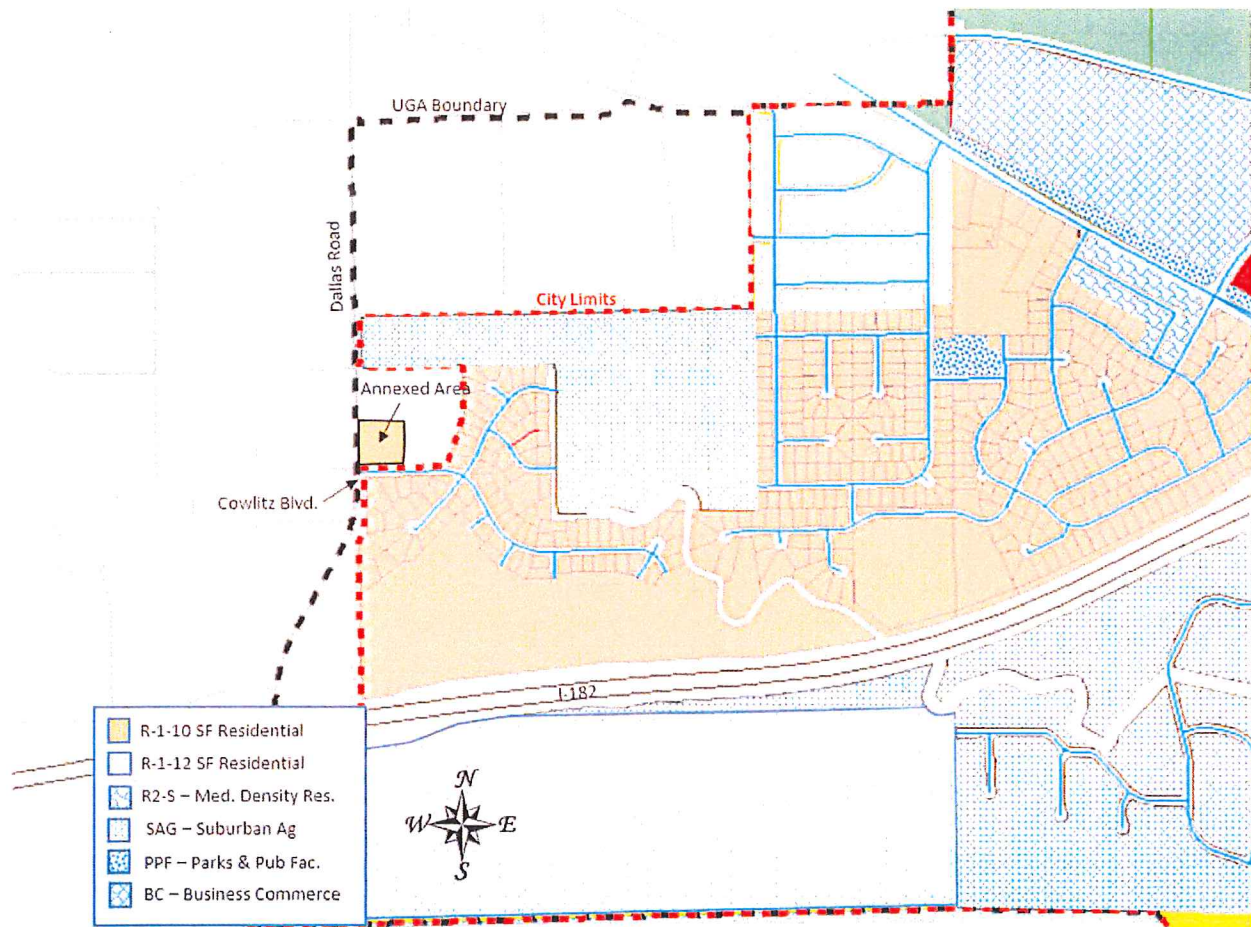 UGA Boundary
Dallas Road
City Limits
Annexed Area
Cowlitz Blvd.
I-182
R-1-10 SF Residential
R-1-12 SF Residential
R2-S – Med. Density Res.
SAG – Suburban Ag
PPF – Parks & Pub Fac.
BC – Business Commerce
N
W E
S